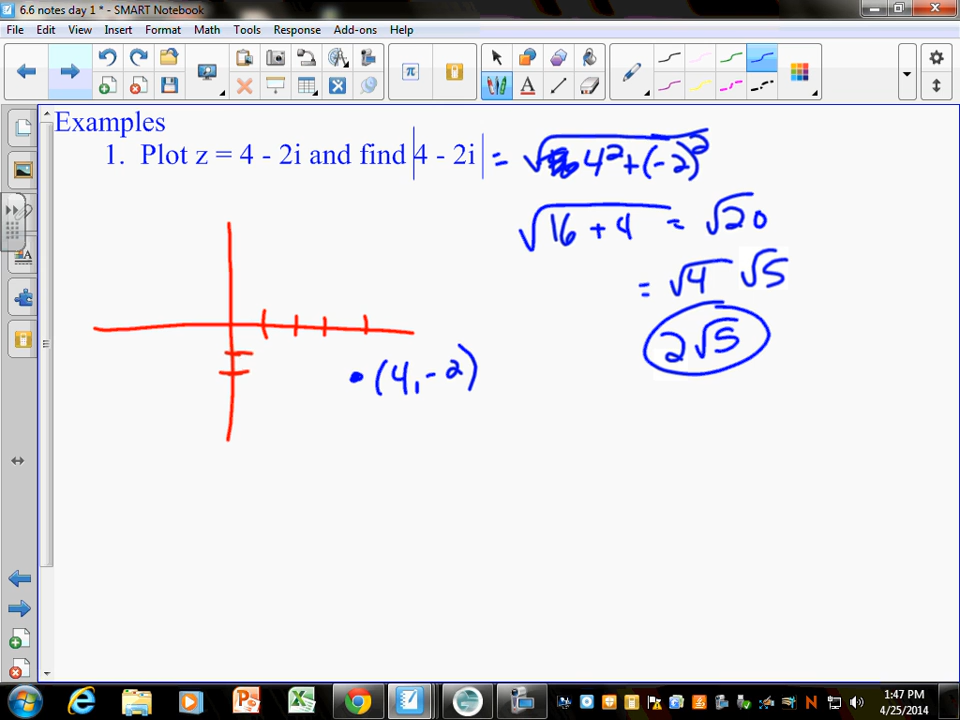 6.6 notes day 1 * - SMART Notebook
File Edit View Insert Format Math Tools Response Add-ons Help
π A
Examples
1. Plot z = 4 - 2i and find |4 - 2i| = √4² + (-2)²
√16 + 4 = √20
= √4 √5
2√5
(4, -2)
1:47 PM
4/25/2014